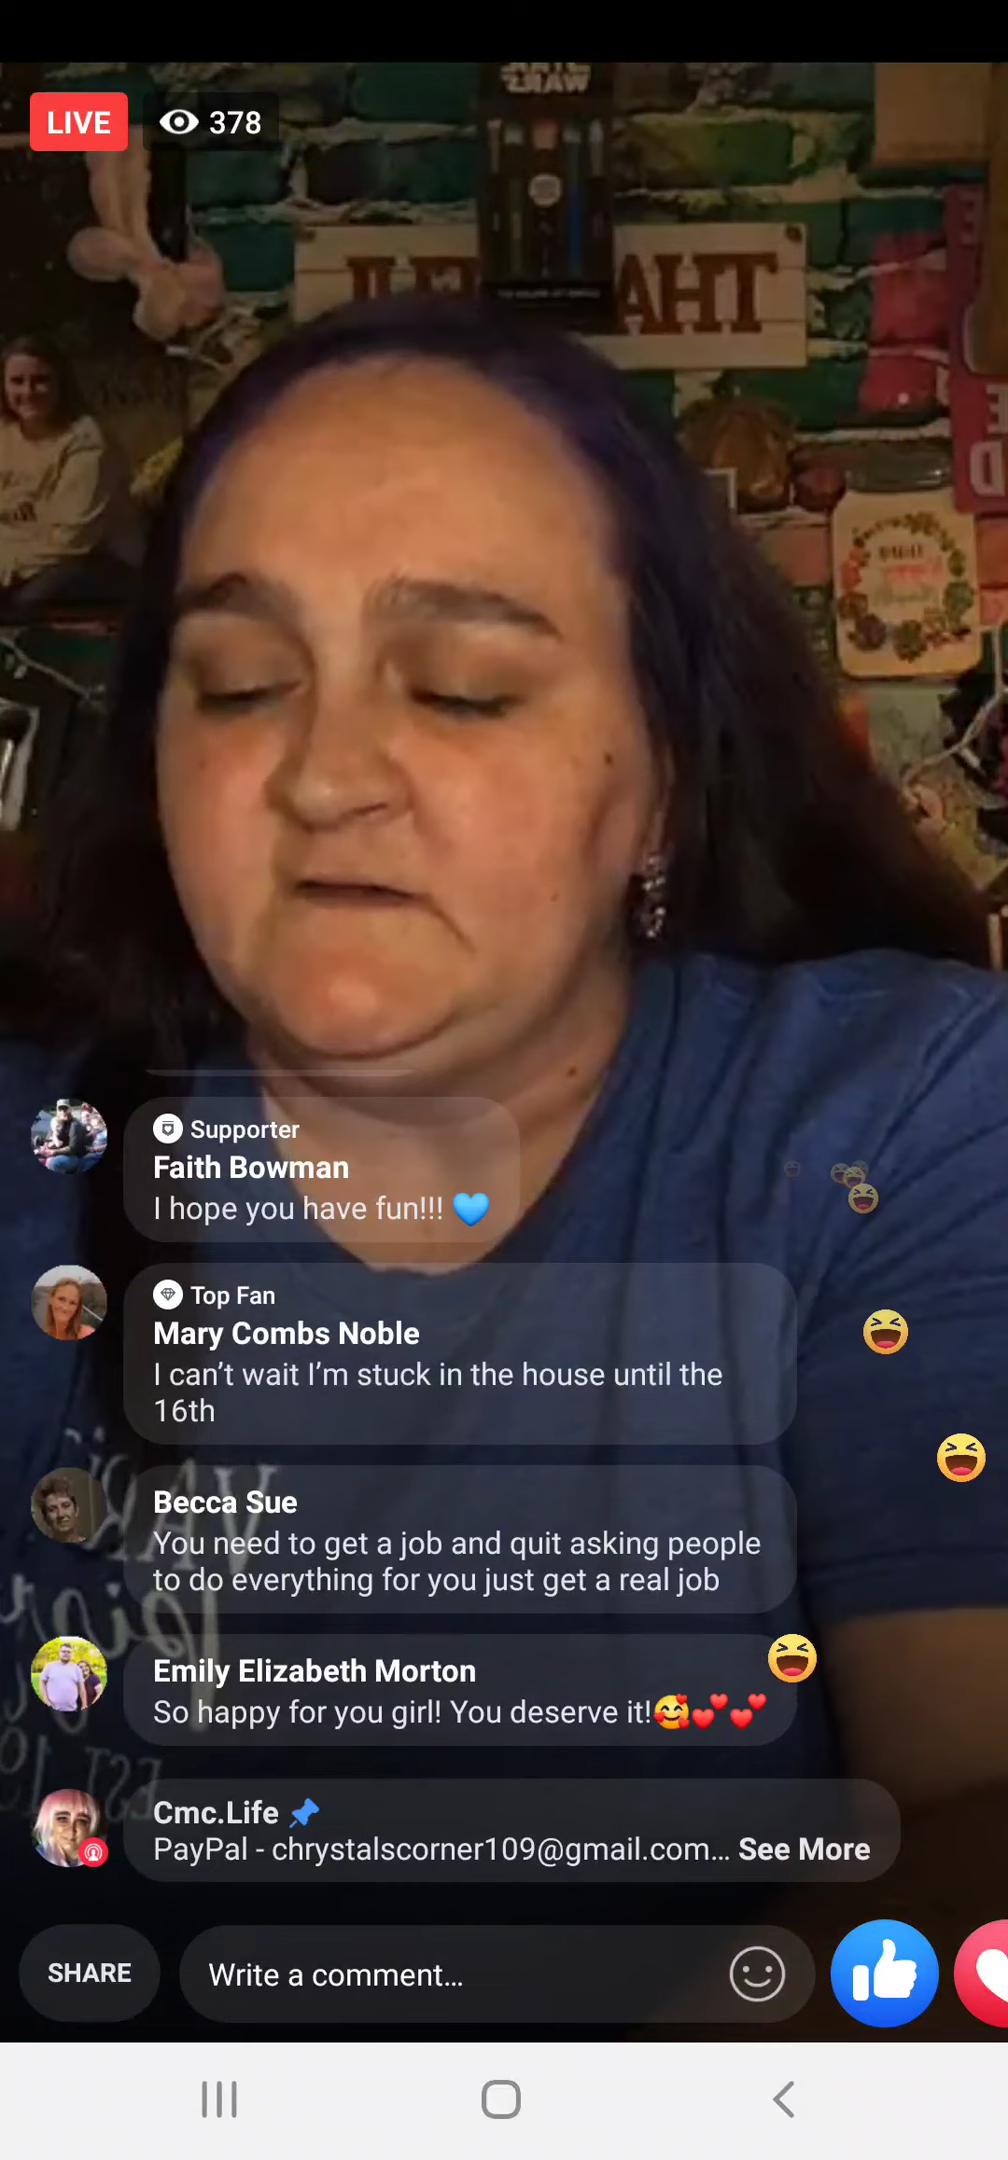 LIVE
378
WARS
THA
Supporter
Faith Bowman
I hope you have fun!!! 💙
Top Fan
Mary Combs Noble
I can’t wait I’m stuck in the house until the
16th
Becca Sue
You need to get a job and quit asking people
to do everything for you just get a real job
Emily Elizabeth Morton
So happy for you girl! You deserve it!🥰💕💕
Cmc.Life 📌
PayPal - chrystalscorner109@gmail.com... See More
SHARE
Write a comment...